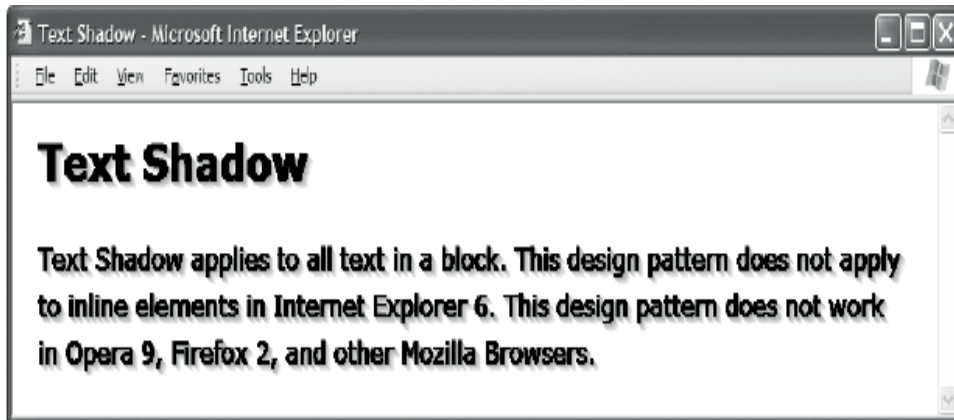 Text Shadow - Microsoft Internet Explorer
File Edit View Favorites Tools Help
Text Shadow
Text Shadow applies to all text in a block. This design pattern does not apply
to inline elements in Internet Explorer 6. This design pattern does not work
in Opera 9, Firefox 2, and other Mozilla Browsers.